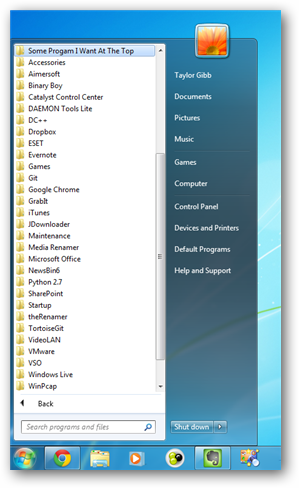 Some Progam I Want At The Top
Accessories
Aimersoft
Binary Boy
Catalyst Control Center
DAEMON Tools Lite
DC++
Dropbox
ESET
Evernote
Games
Git
Google Chrome
GrabIt
iTunes
JDownloader
Maintenance
Media Renamer
Microsoft Office
NewsBin6
Python 2.7
SharePoint
Startup
theRenamer
TortoiseGit
VideoLAN
VMware
VSO
Windows Live
WinPcap
Back
Search programs and files
Taylor Gibb
Documents
Pictures
Music
Games
Computer
Control Panel
Devices and Printers
Default Programs
Help and Support
Shut down